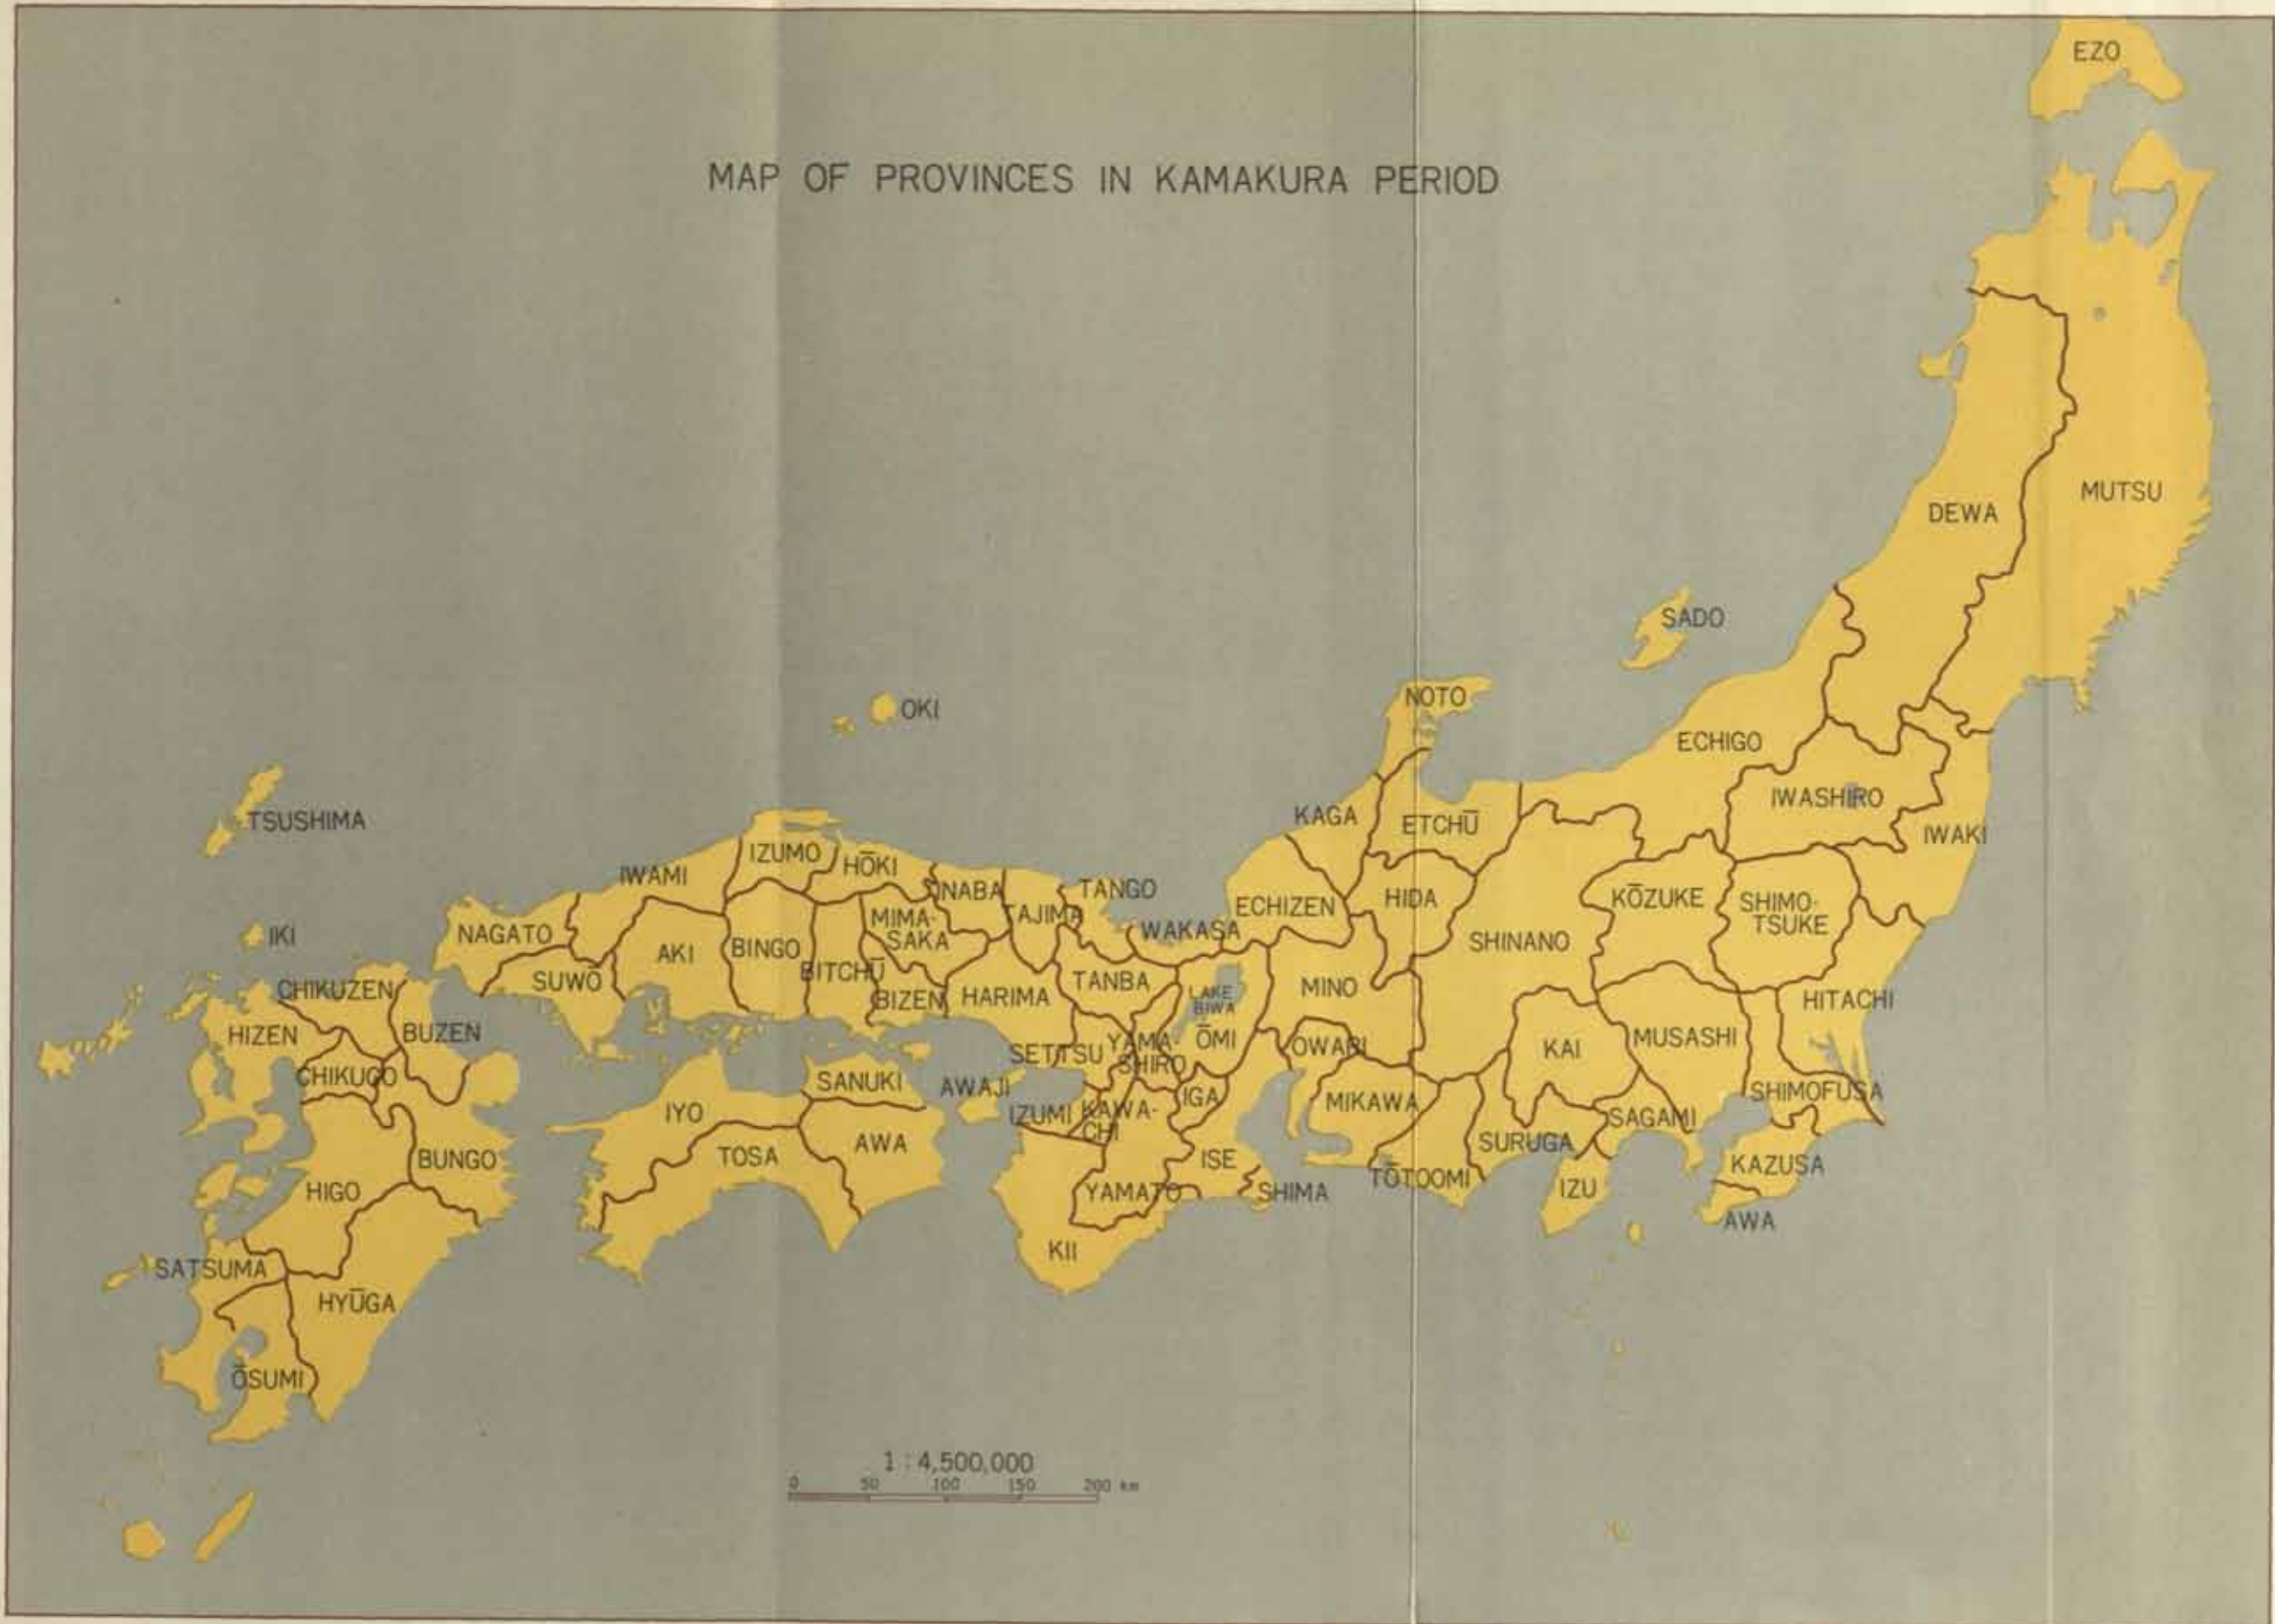 EZO
MAP OF PROVINCES IN KAMAKURA PERIOD
MUTSU
DEWA
SADO
NOTO
OKI
ECHIGO
IWASHIRO
KAGA
TSUSHIMA
ETCHŪ
IWAKI
IZUMO
HŌKI
IWAMI
INABA
TANGO
HIDA
KŌZUKE
SHIMO-
TSUKE
TAJIMA
ECHIZEN
MIMA-
SAKA
WAKASA
IKI
NAGATO
SHINANO
AKI
BINGO
BITCHŪ
SUWŌ
TANBA
MINO
CHIKUZEN
BIZEN
HARIMA
LAKE
BIWA
HITACHI
HIZEN
BUZEN
ŌMI
MUSASHI
SETTSU
YAMA-
SHIRO
OWARI
KAI
CHIKUGO
SANUKI
AWAJI
IGA
SHIMOFUSA
IYO
IZUMI
KAWA-
CHI
MIKAWA
SAGAMI
AWA
SURUGA
TOSA
BUNGO
ISE
KAZUSA
HIGO
YAMATO
SHIMA
TŌTOOMI
IZU
AWA
KII
SATSUMA
HYŪGA
ŌSUMI
1 : 4,500,000
0 50 100 150 200 km